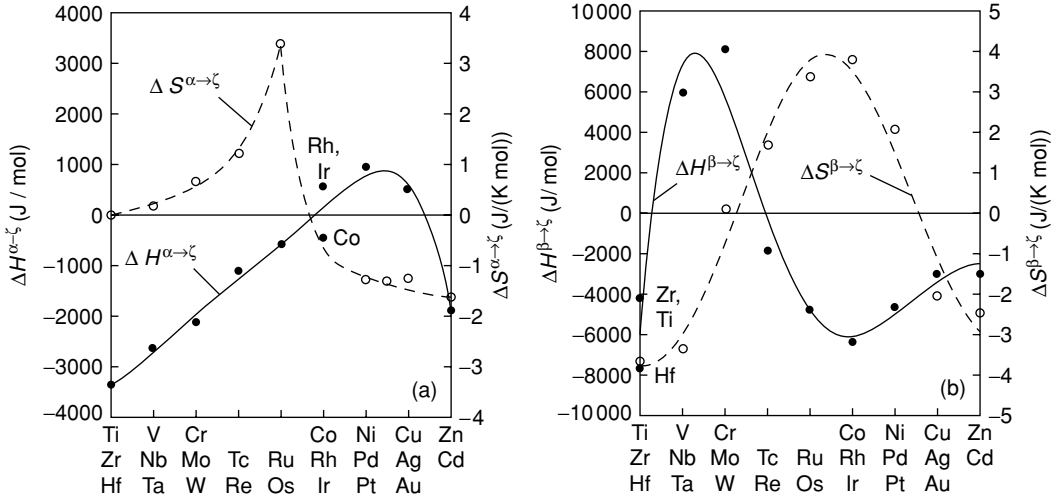 4000
3000
2000
1000
0
−1000
−2000
−3000
−4000
ΔH^α–ζ (J / mol)
Δ S^α→ζ
Rh,
Ir
Co
Δ H^α→ζ
(a)
4
3
2
1
0
−1
−2
−3
−4
ΔS^α→ζ (J/(K mol))
Ti V Cr Co Ni Cu Zn
Zr Nb Mo Tc Ru Rh Pd Ag Cd
Hf Ta W Re Os Ir Pt Au
10000
8000
6000
4000
2000
0
−2000
−4000
−6000
−8000
−10 000
ΔH^β→ζ (J/ mol)
ΔH^β→ζ
ΔS^β→ζ
Zr,
Ti
Hf
(b)
5
4
3
2
1
0
−1
−2
−3
−4
−5
ΔS^β→ζ (J/(K mol))
Ti V Cr Co Ni Cu Zn
Zr Nb Mo Tc Ru Rh Pd Ag Cd
Hf Ta W Re Os Ir Pt Au